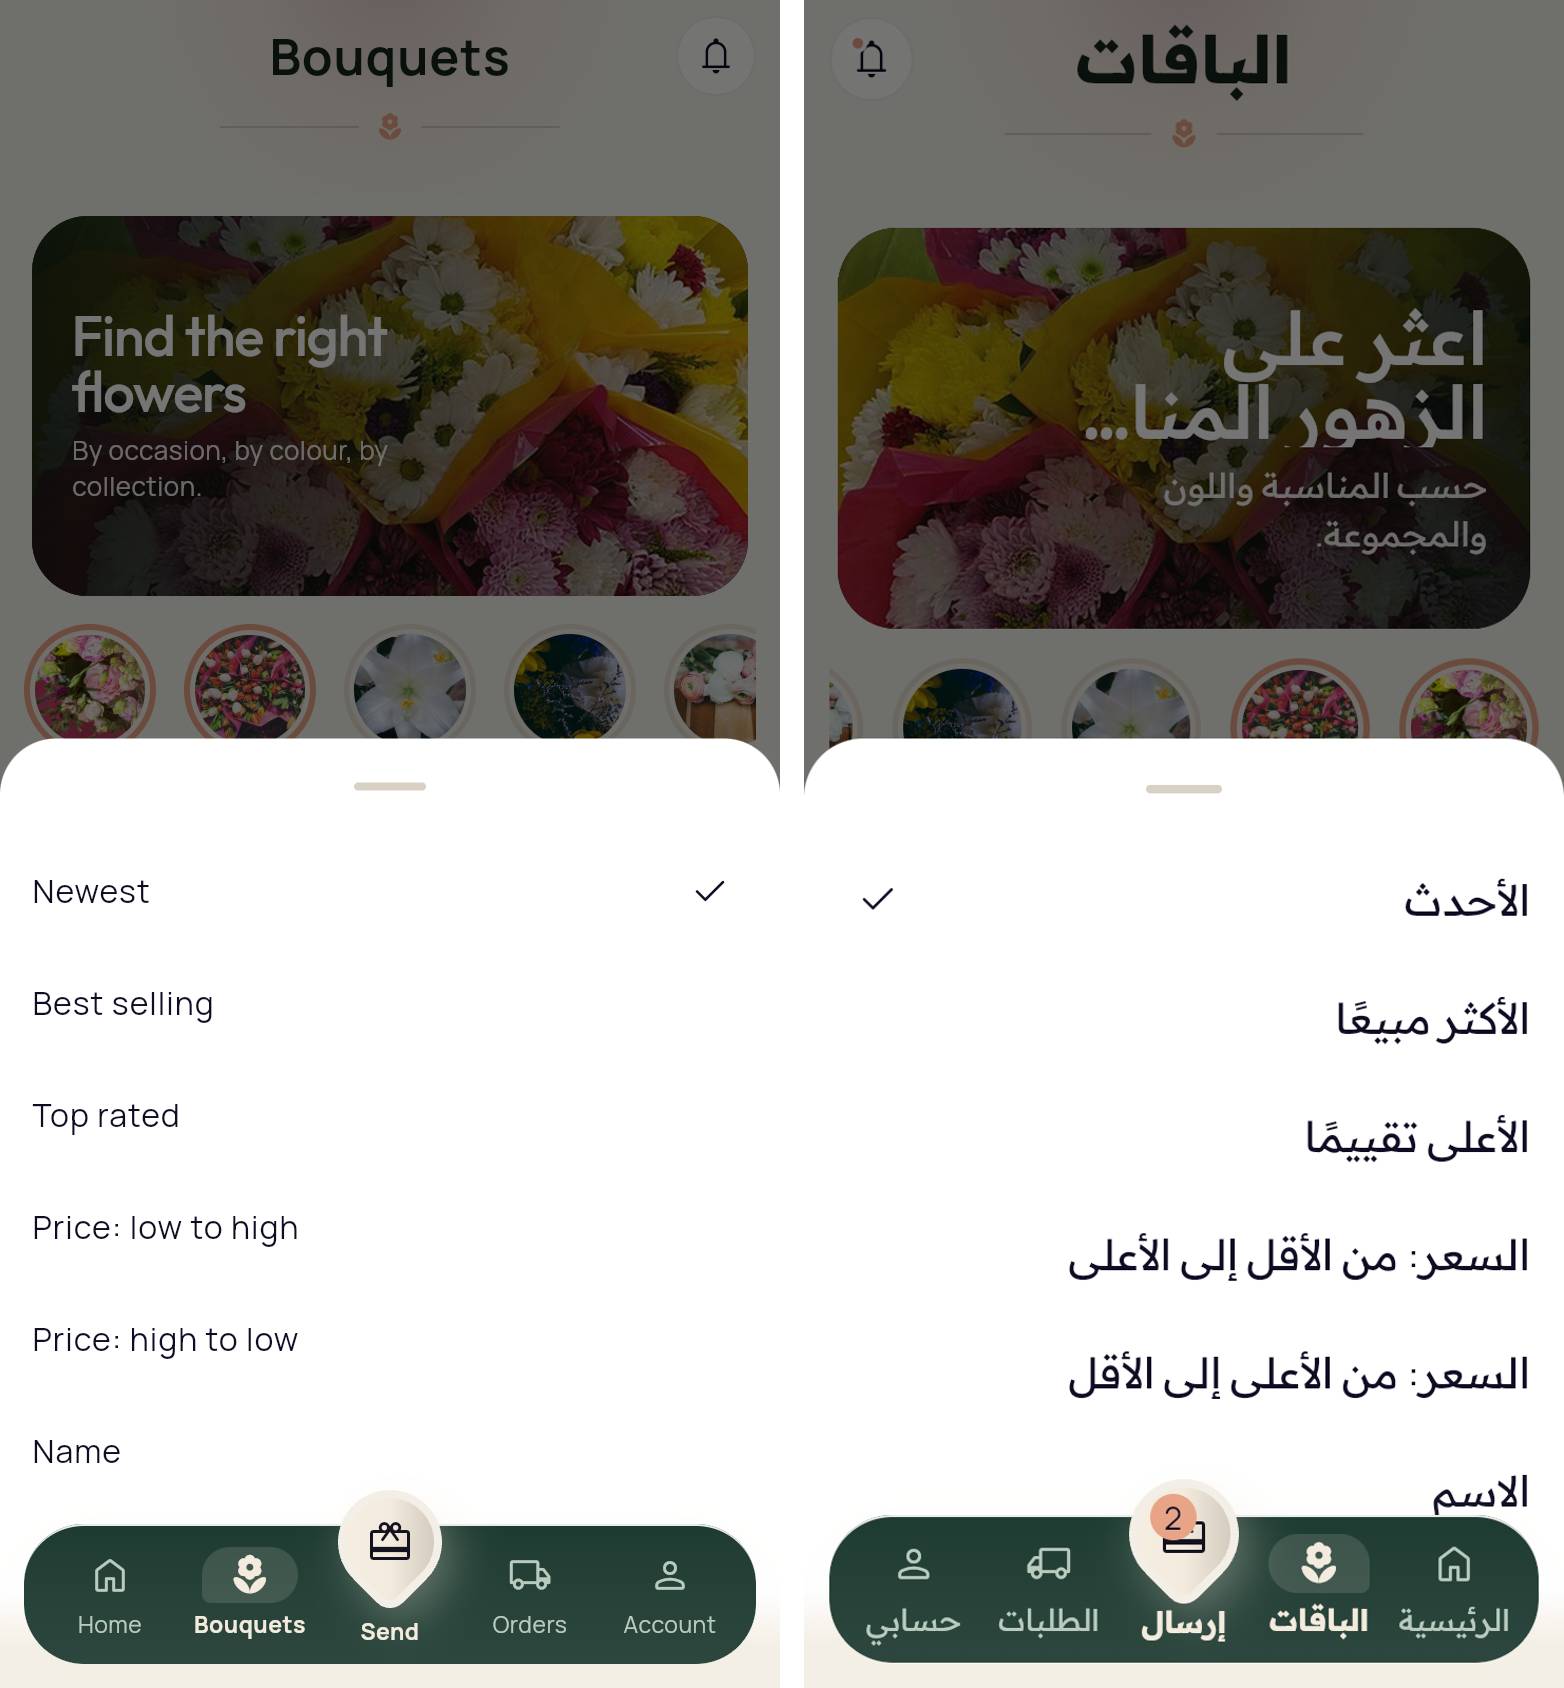 Bouquets
Find the right
flowers
By occasion, by colour, by
collection.
Newest
Best selling
Top rated
Price: low to high
Price: high to low
Name
Home
Bouquets
Send
Orders
Account
الباقات
اعثر على
الزهور المنا...
حسب المناسبة واللون
والمجموعة.
الأحدث
الأكثر مبيعًا
الأعلى تقييمًا
السعر: من الأقل إلى الأعلى
السعر: من الأعلى إلى الأقل
الاسم
2
الرئيسية
الباقات
إرسال
الطلبات
حسابي